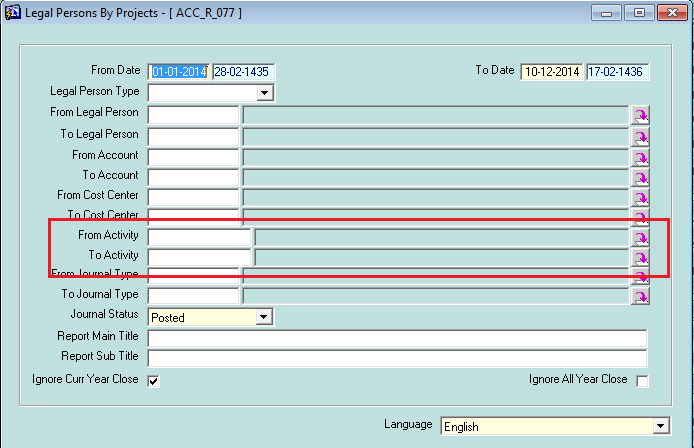 Legal Persons By Projects - [ ACC_R_077 ]
From Date 01-01-2014 28-02-1435 To Date 10-12-2014 17-02-1436
Legal Person Type
From Legal Person
To Legal Person
From Account
To Account
From Cost Center
To Cost Center
From Activity
To Activity
From Journal Type
To Journal Type
Journal Status Posted
Report Main Title
Report Sub Title
Ignore Curr Year Close Ignore All Year Close
Language English